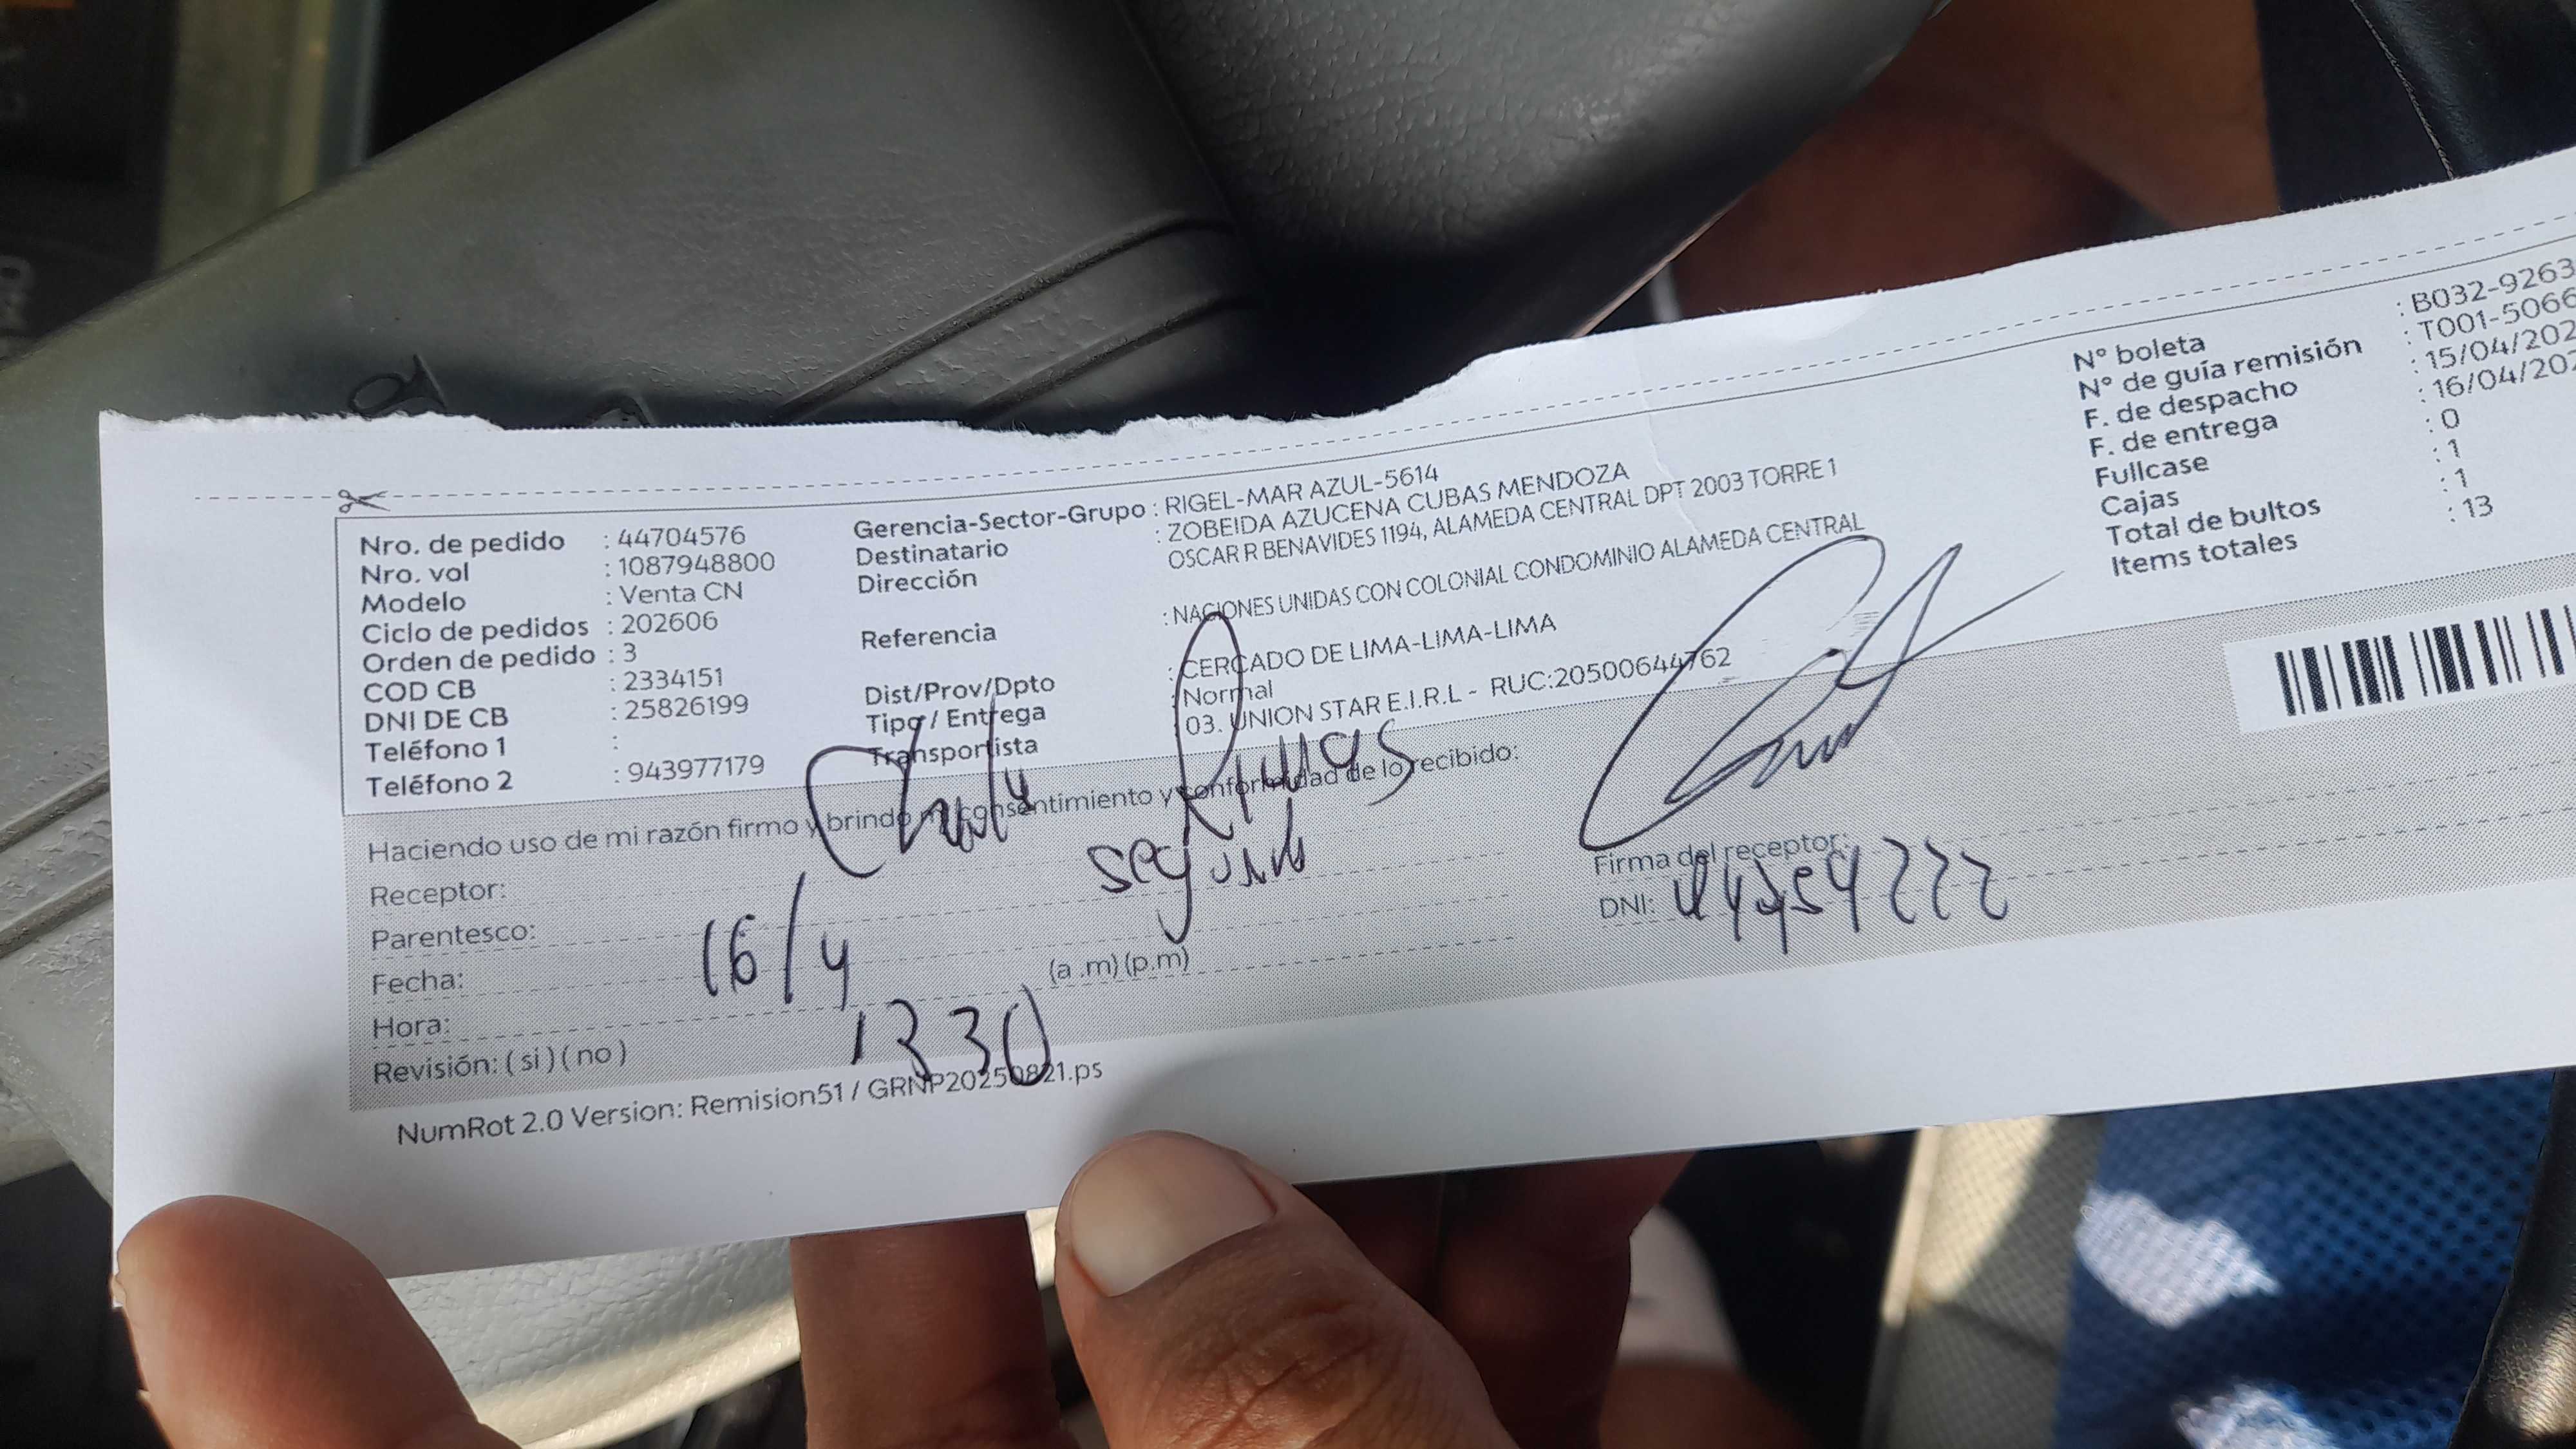 Nro. de pedido : 44704576
Nro. vol : 1087948800
Modelo : Venta CN
Ciclo de pedidos : 202606
Orden de pedido : 3
COD CB : 2334151
DNI DE CB : 25826199
Teléfono 1 :
Teléfono 2 : 943977179
Gerencia-Sector-Grupo : RIGEL-MAR AZUL-5614
Destinatario : ZOBEIDA AZUCENA CUBAS MENDOZA
Dirección OSCAR R BENAVIDES 1194, ALAMEDA CENTRAL DPT 2003 TORRE 1
Referencia : NACIONES UNIDAS CON COLONIAL CONDOMINIO ALAMEDA CENTRAL
Dist/Prov/Dpto : CERCADO DE LIMA-LIMA-LIMA
Tipo / Entrega : Normal
Transportista : 03. UNION STAR E.I.R.L - RUC:20500644762
N° boleta : B032-9263
N° de guía remisión : T001-5066
F. de despacho : 15/04/202
F. de entrega : 16/04/202
Fullcase : 0
Cajas : 1
Total de bultos : 1
Items totales : 13
Haciendo uso de mi razón firmo y brindo mi consentimiento y conformidad de lo recibido:
Receptor:
Parentesco:
Fecha: 16/4
Hora: 1330 (a .m) (p.m)
Revisión: ( si ) ( no )
Firma del receptor:
DNI:
NumRot 2.0 Version: Remision51 / GRNP20250821.ps